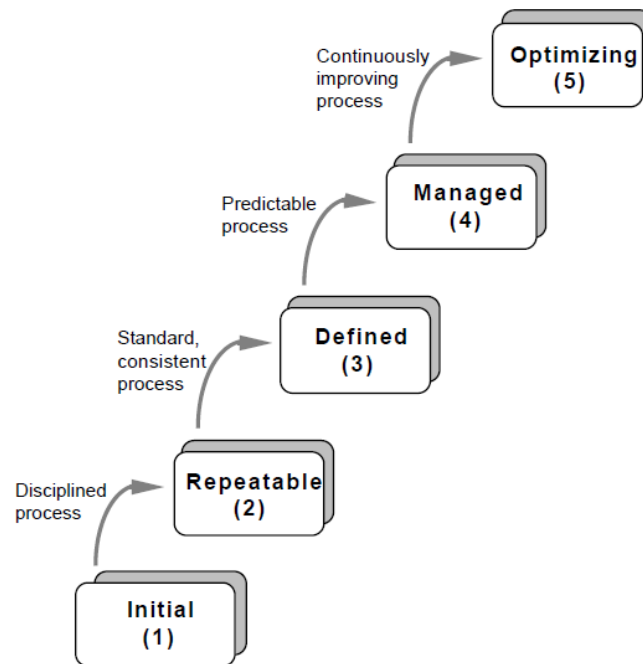 Continuously
improving
process
Optimizing
(5)
Predictable
process
Managed
(4)
Standard,
consistent
process
Defined
(3)
Disciplined
process
Repeatable
(2)
Initial
(1)